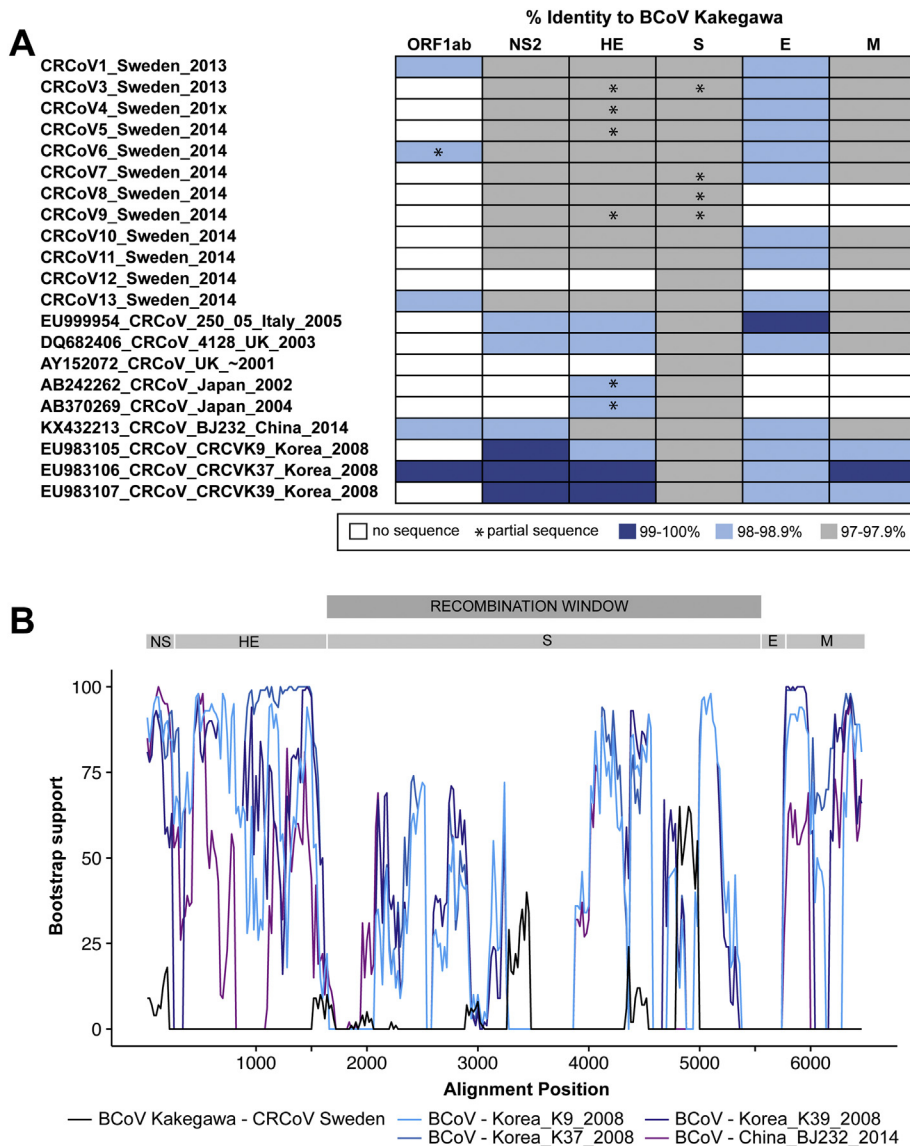 % Identity to BCoV Kakegawa
A
ORF1ab NS2 HE S E M
CRCoV1_Sweden_2013
CRCoV3_Sweden_2013 * *
CRCoV4_Sweden_201x *
CRCoV5_Sweden_2014 *
CRCoV6_Sweden_2014 *
CRCoV7_Sweden_2014 *
CRCoV8_Sweden_2014 *
CRCoV9_Sweden_2014 * *
CRCoV10_Sweden_2014
CRCoV11_Sweden_2014
CRCoV12_Sweden_2014
CRCoV13_Sweden_2014
EU999954_CRCoV_250_05_Italy_2005
DQ682406_CRCoV_4128_UK_2003
AY152072_CRCoV_UK_~2001
AB242262_CRCoV_Japan_2002 *
AB370269_CRCoV_Japan_2004 *
KX432213_CRCoV_BJ232_China_2014
EU983105_CRCoV_CRCVK9_Korea_2008
EU983106_CRCoV_CRCVK37_Korea_2008
EU983107_CRCoV_CRCVK39_Korea_2008
no sequence * partial sequence 99-100% 98-98.9% 97-97.9%
B
RECOMBINATION WINDOW
NS HE S E M
Bootstrap support
100
75
50
25
0
1000 2000 3000 4000 5000 6000
Alignment Position
BCoV Kakegawa - CRCoV Sweden BCoV - Korea_K9_2008 BCoV - Korea_K39_2008
BCoV - Korea_K37_2008 BCoV - China_BJ232_2014